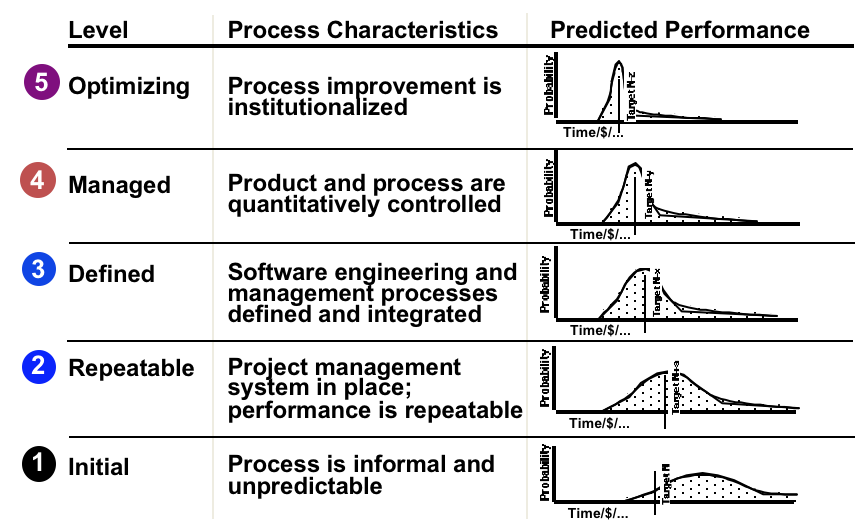 Level Process Characteristics Predicted Performance
5 Optimizing Process improvement is
institutionalized
Probability
Target N-z
Time/$/...
4 Managed Product and process are
quantitatively controlled
Probability
Target N-y
Time/$/...
3 Defined Software engineering and
management processes
defined and integrated
Probability
Target N-x
Time/$/...
2 Repeatable Project management
system in place;
performance is repeatable
Probability
Target N+a
Time/$/...
1 Initial Process is informal and
unpredictable
Probability
Target N
Time/$/...